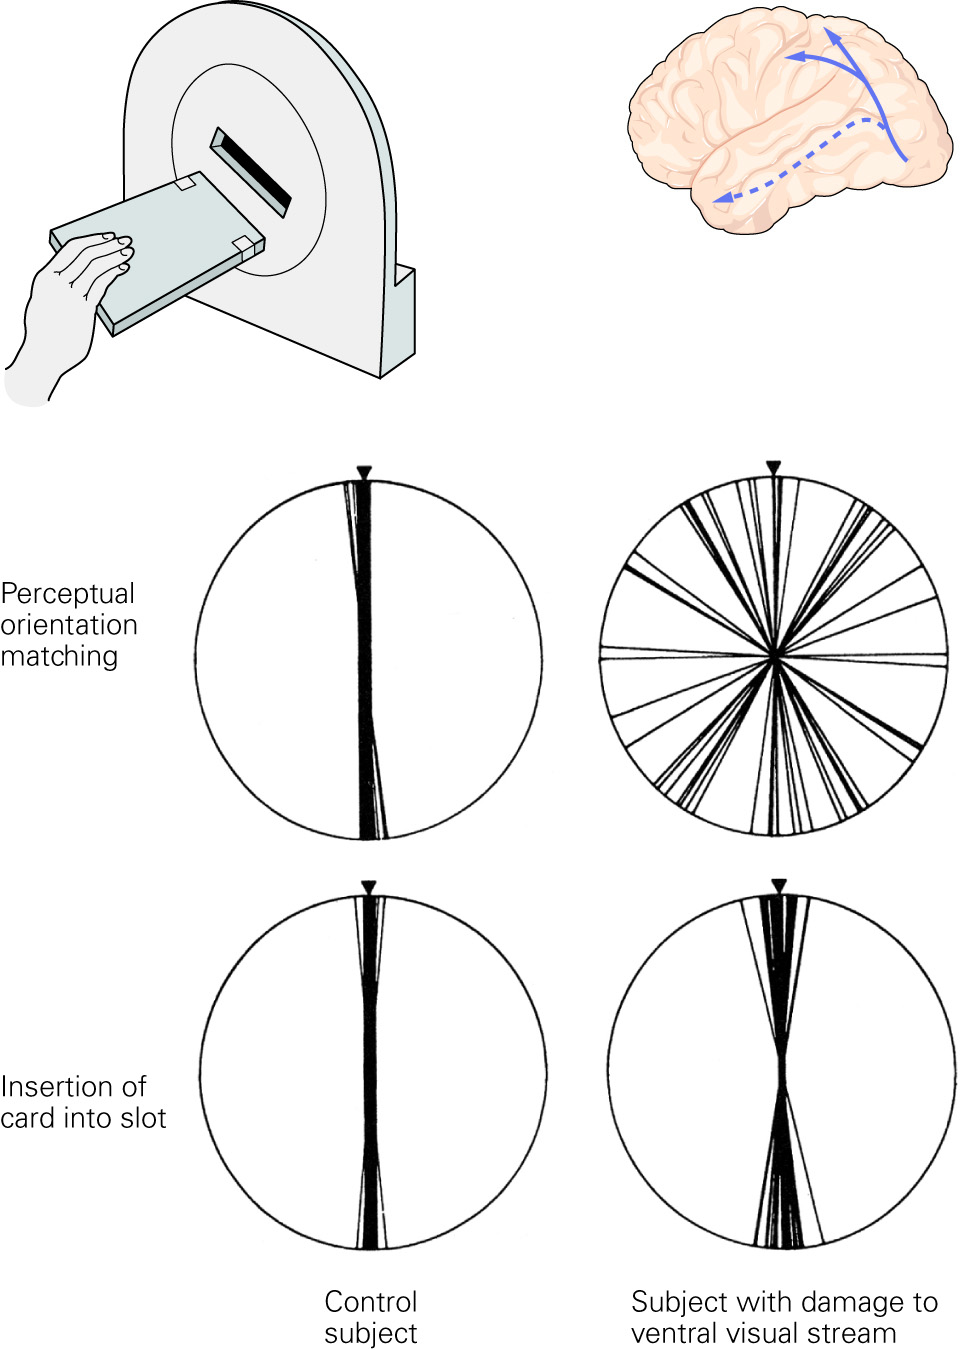 Perceptual
orientation
matching
Insertion of
card into slot
Control
subject
Subject with damage to
ventral visual stream